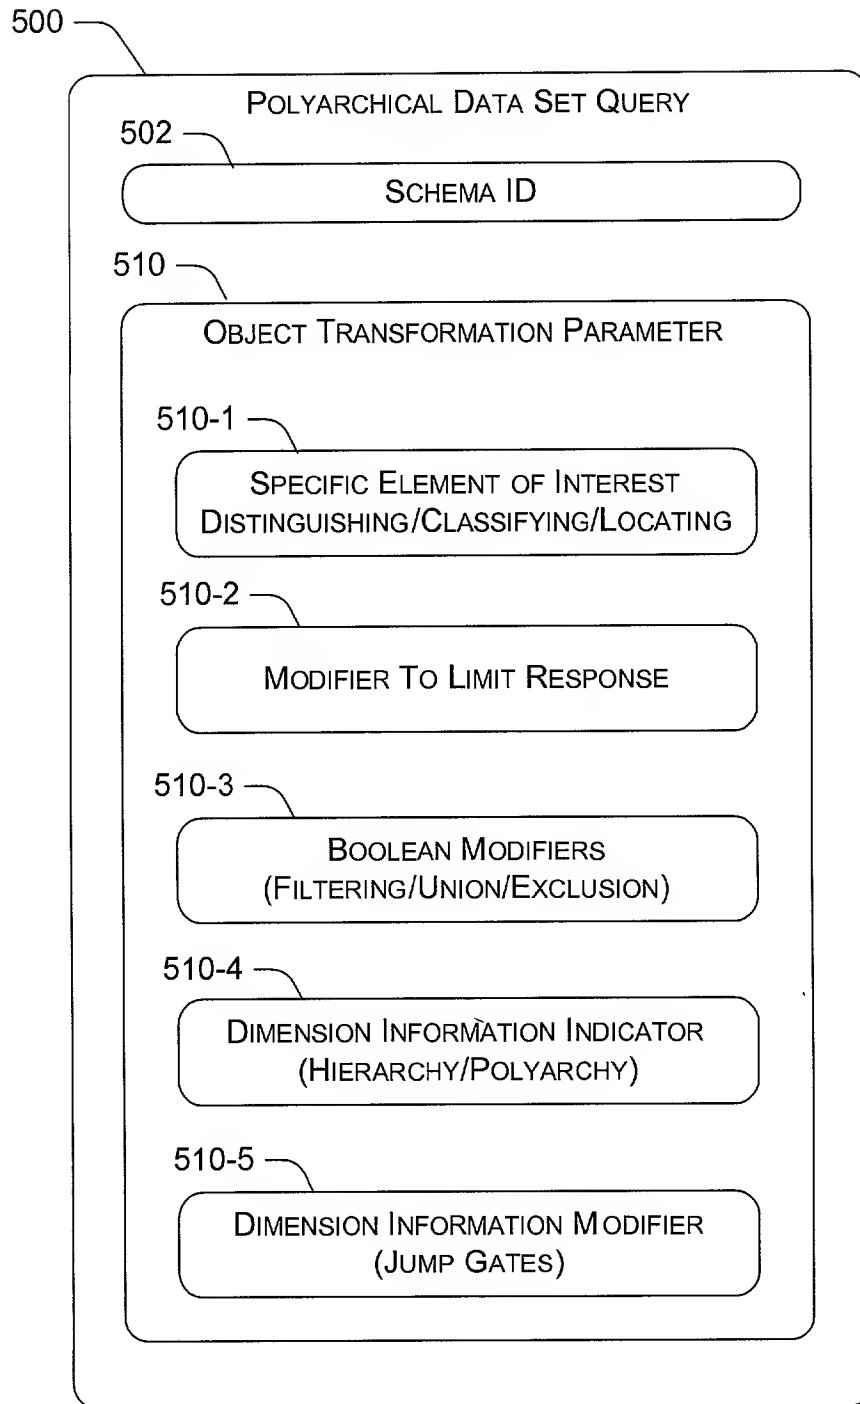 500
POLYARCHICAL DATA SET QUERY
502
SCHEMA ID
510
OBJECT TRANSFORMATION PARAMETER
510-1
SPECIFIC ELEMENT OF INTEREST
DISTINGUISHING/CLASSIFYING/LOCATING
510-2
MODIFIER TO LIMIT RESPONSE
510-3
BOOLEAN MODIFIERS
(FILTERING/UNION/EXCLUSION)
510-4
DIMENSION INFORMATION INDICATOR
(HIERARCHY/POLYARCHY)
510-5
DIMENSION INFORMATION MODIFIER
(JUMP GATES)